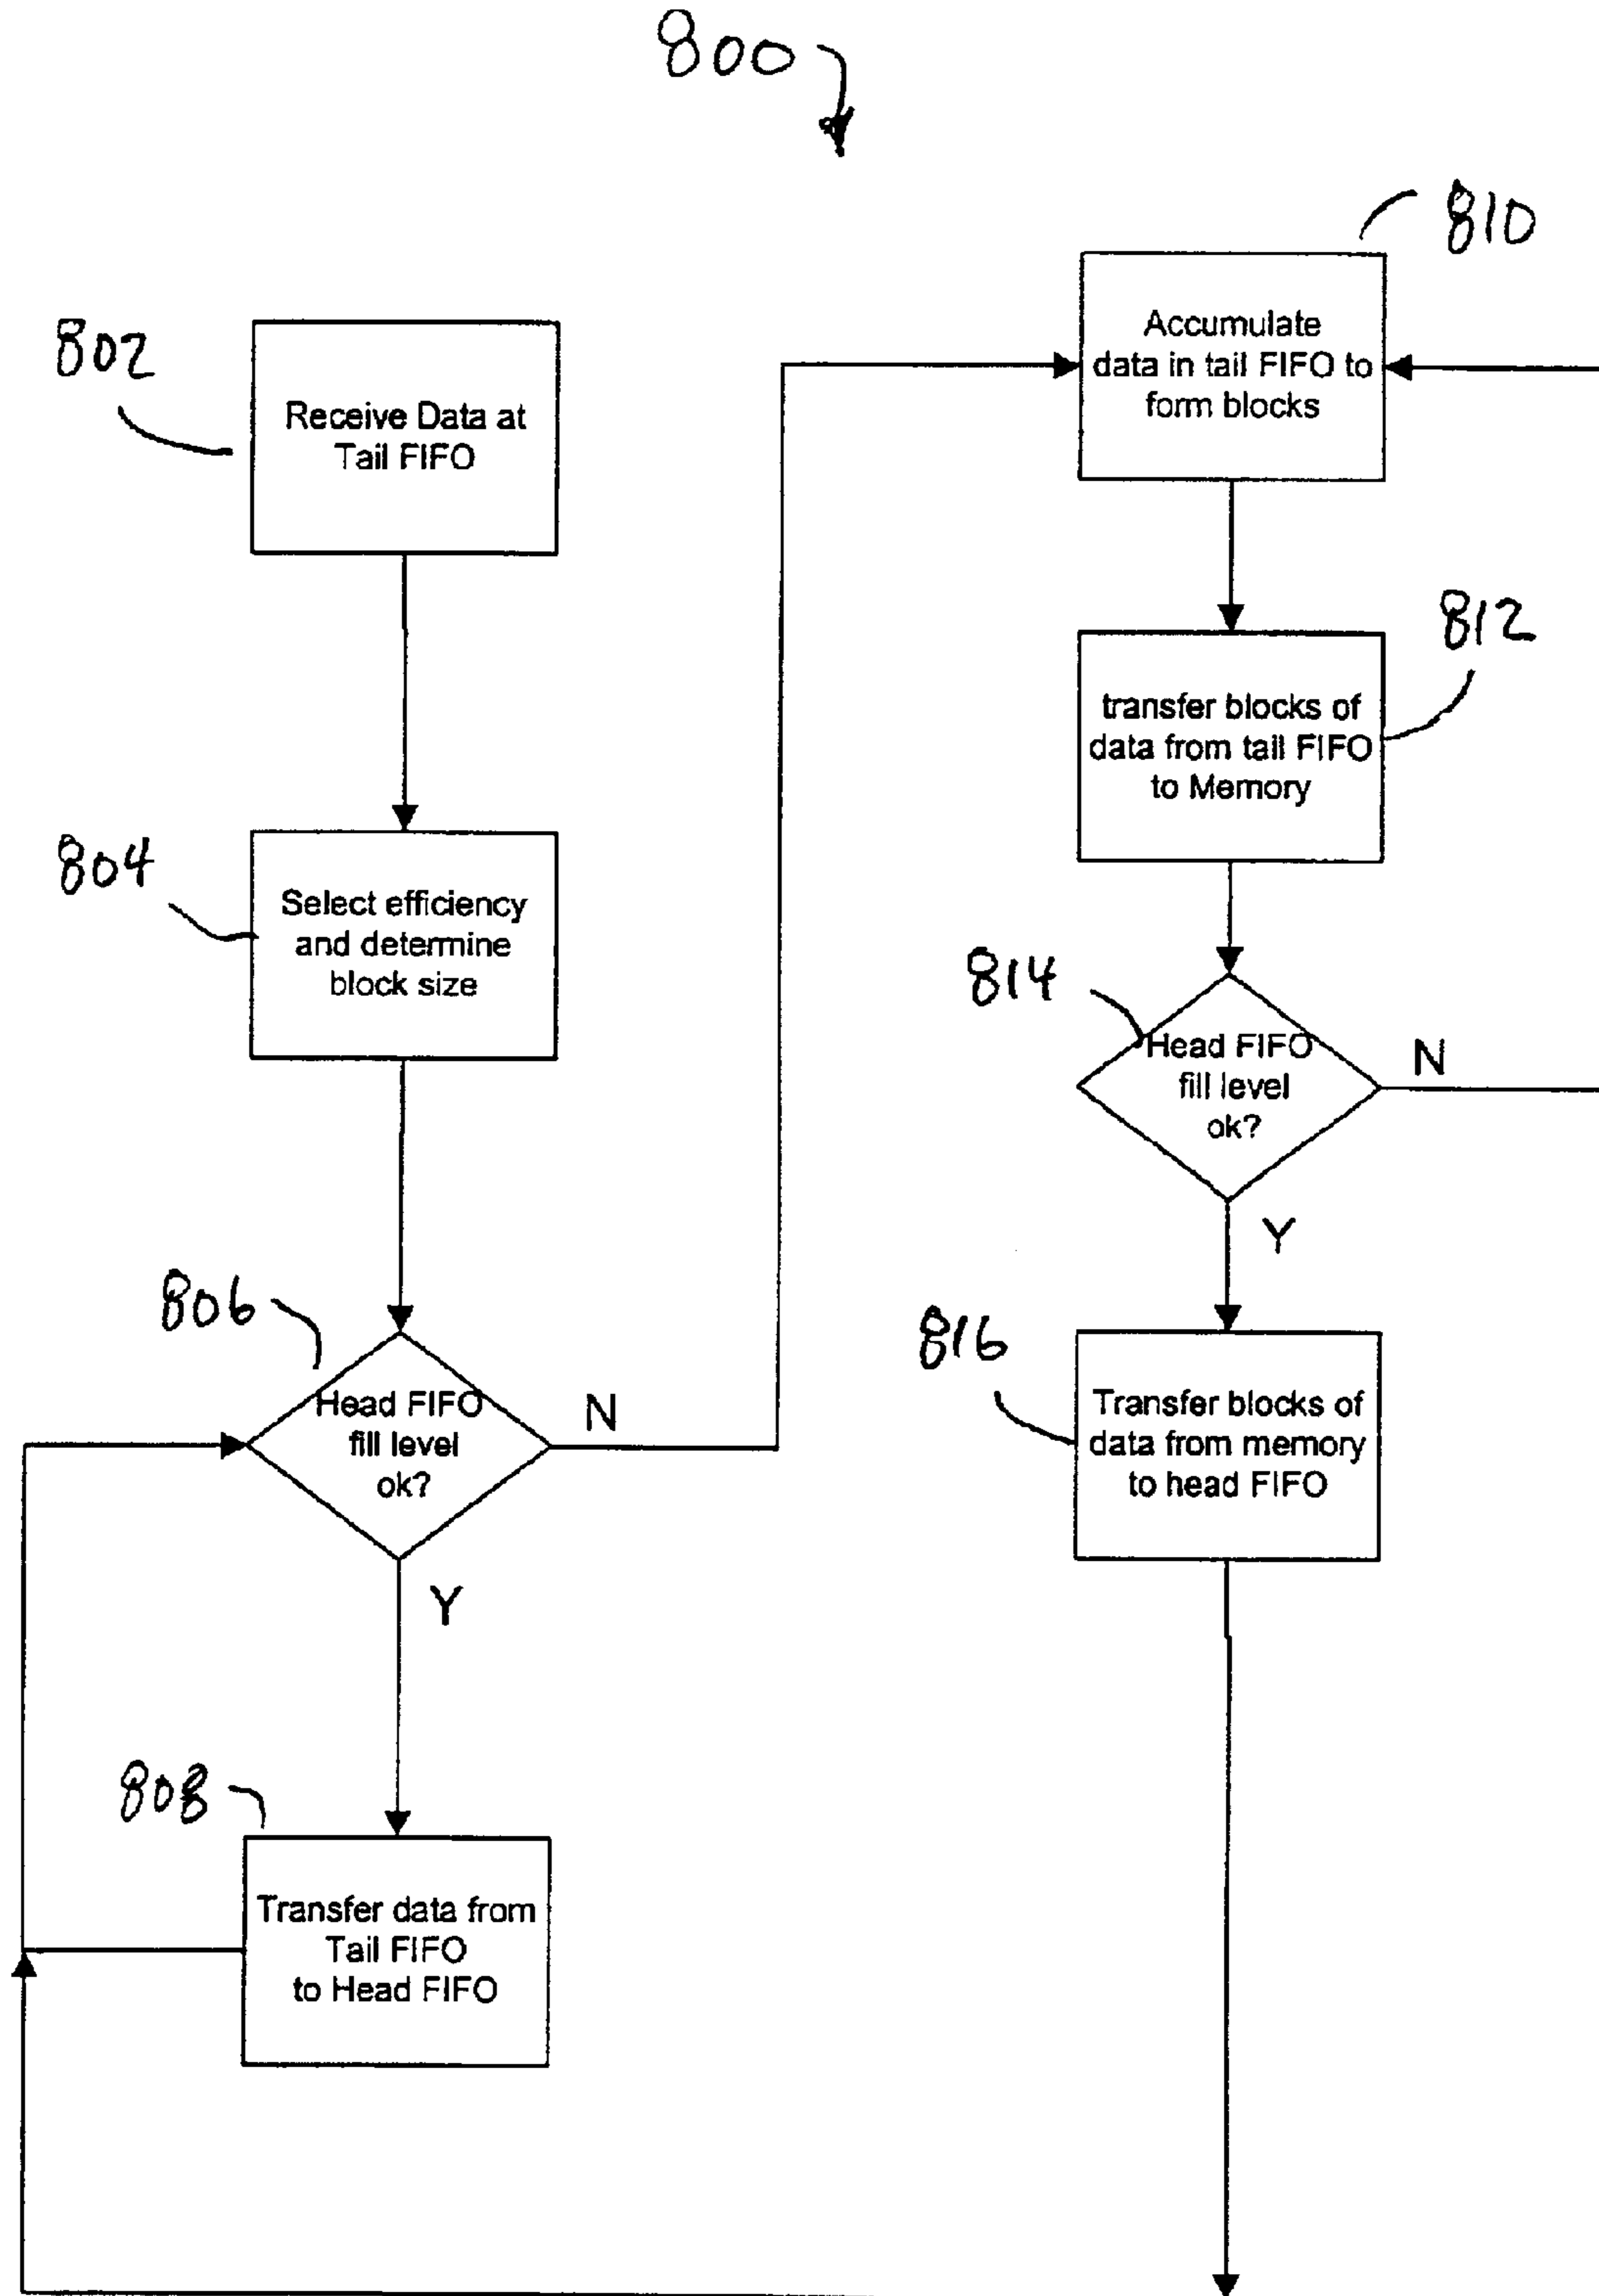 800
802
Receive Data at
Tail FIFO
804
Select efficiency
and determine
block size
806
Head FIFO
fill level
ok?
N
Y
808
Transfer data from
Tail FIFO
to Head FIFO
810
Accumulate
data in tail FIFO to
form blocks
812
transfer blocks of
data from tail FIFO
to Memory
814
Head FIFO
fill level
ok?
N
Y
816
Transfer blocks of
data from memory
to head FIFO